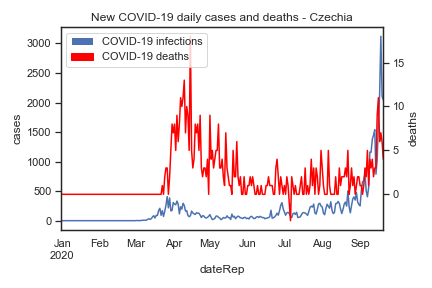 New COVID-19 daily cases and deaths - Czechia
COVID-19 infections
COVID-19 deaths
3000
2500
2000
1500
1000
500
0
cases
15
10
5
0
deaths
Jan Feb Mar Apr May Jun Jul Aug Sep
2020
dateRep